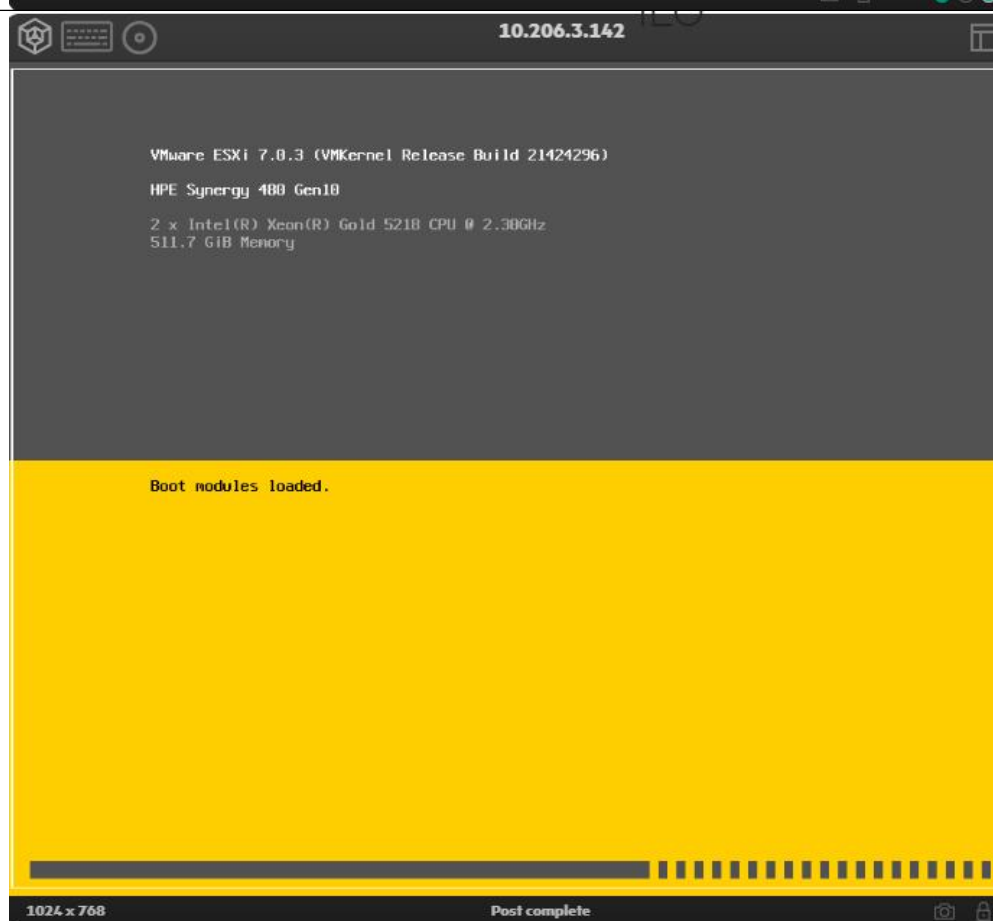 iLO
10.206.3.142
VMware ESXi 7.0.3 (VMKernel Release Build 21424296)
HPE Synergy 480 Gen10
2 x Intel(R) Xeon(R) Gold 5218 CPU @ 2.30GHz
511.7 GiB Memory
Boot modules loaded.
1024 x 768
Post complete